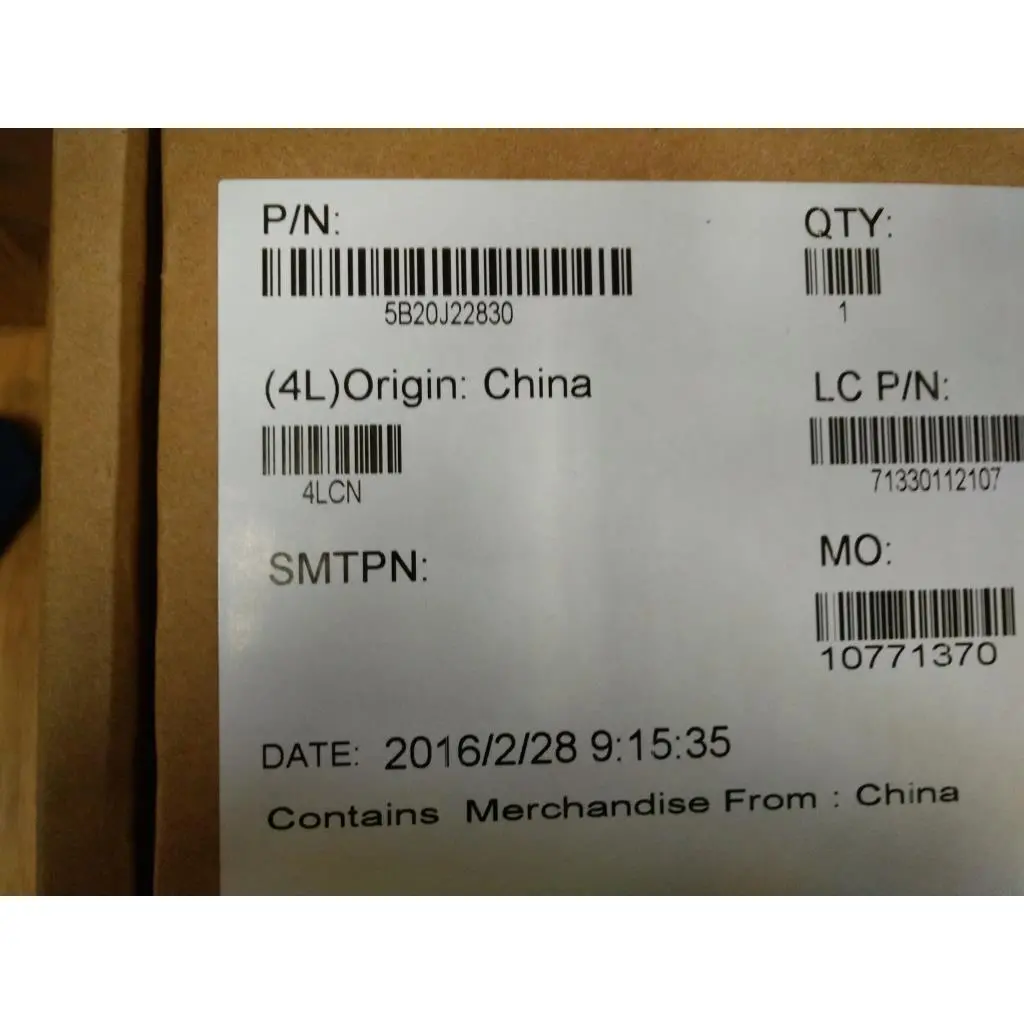 P/N:
QTY:
5B20J22830
1
(4L)Origin: China
LC P/N:
4LCN
71330112107
SMTPN:
MO:
10771370
DATE: 2016/2/28 9:15:35
Contains Merchandise From : China